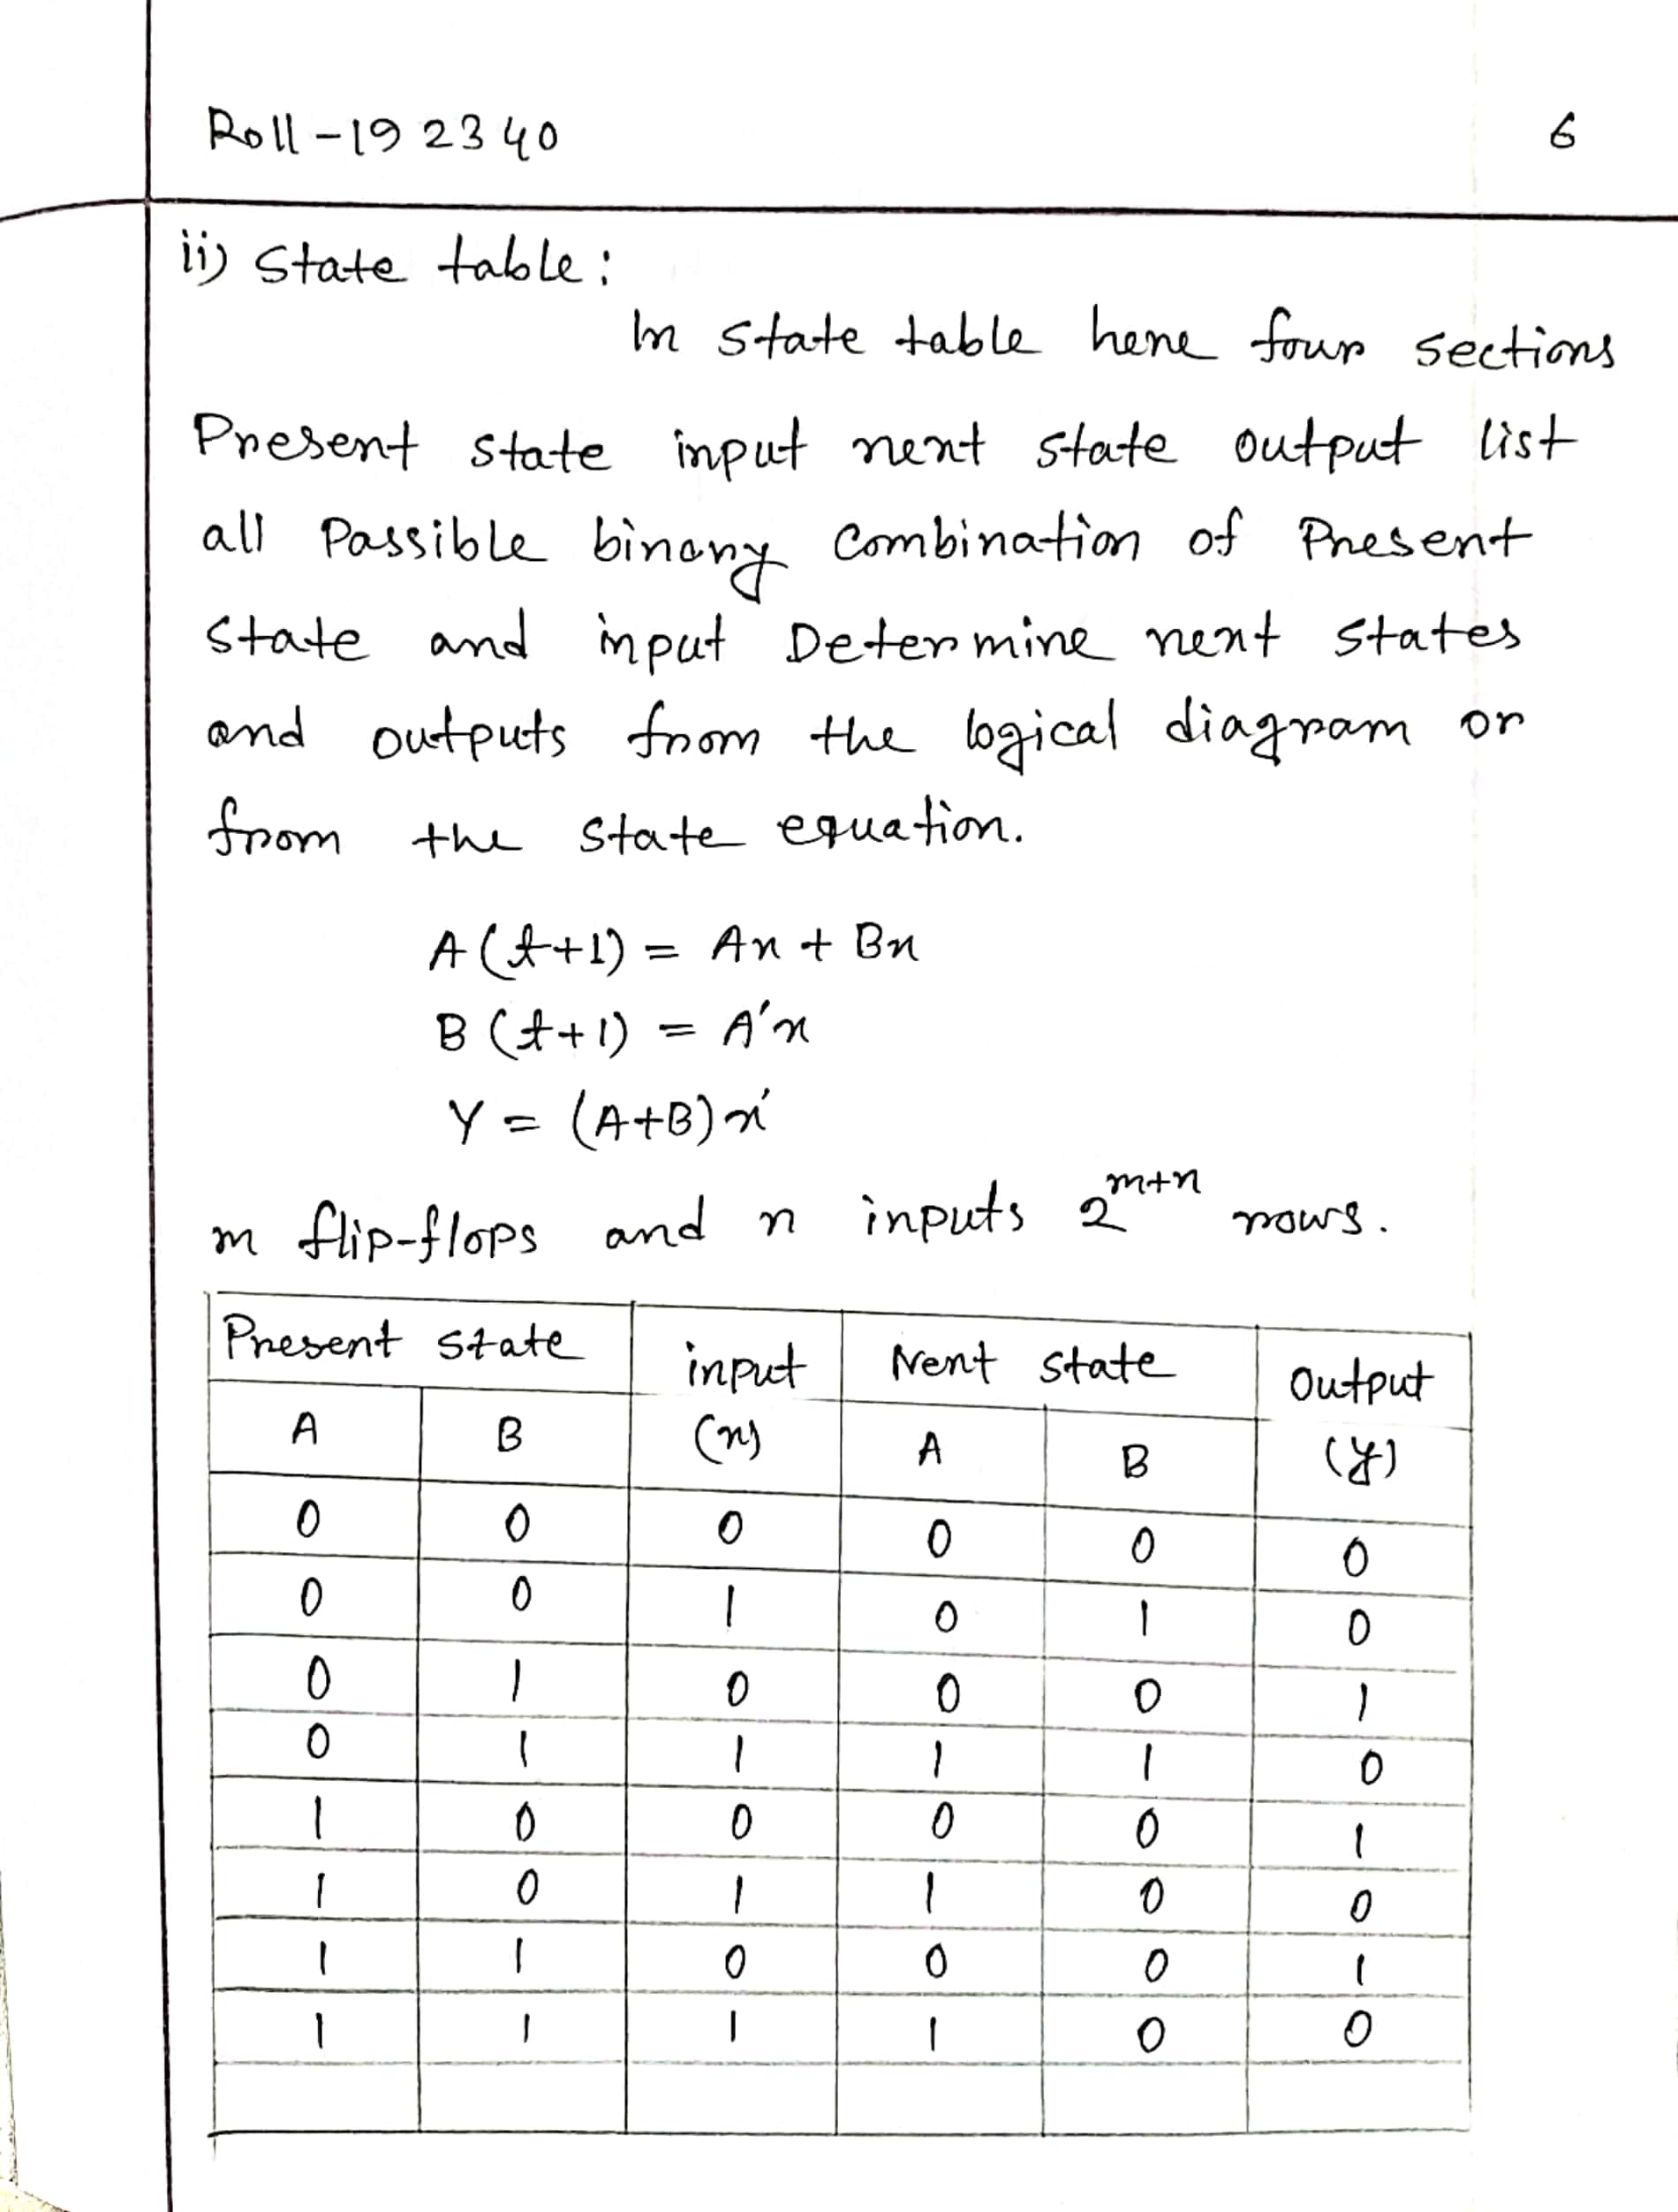 Roll-192340
6
ii) State table:
In state table here four sections
Present state input next state output list
all Passible binary combination of Present
state and input Determine next states
and outputs from the logical diagram or
from the state equation.
A(t+1) = Ax + Bx
B(t+1) = A'x
Y = (A+B)x'
m flip-flops and n inputs 2^m+n rows.
Present state input Next state Output
A B (x) A B (y)
0 0 0 0 0 0
0 0 1 0 1 0
0 1 0 0 0 1
0 1 1 1 1 0
1 0 0 0 0 1
1 0 1 1 0 0
1 1 0 0 0 1
1 1 1 1 0 0